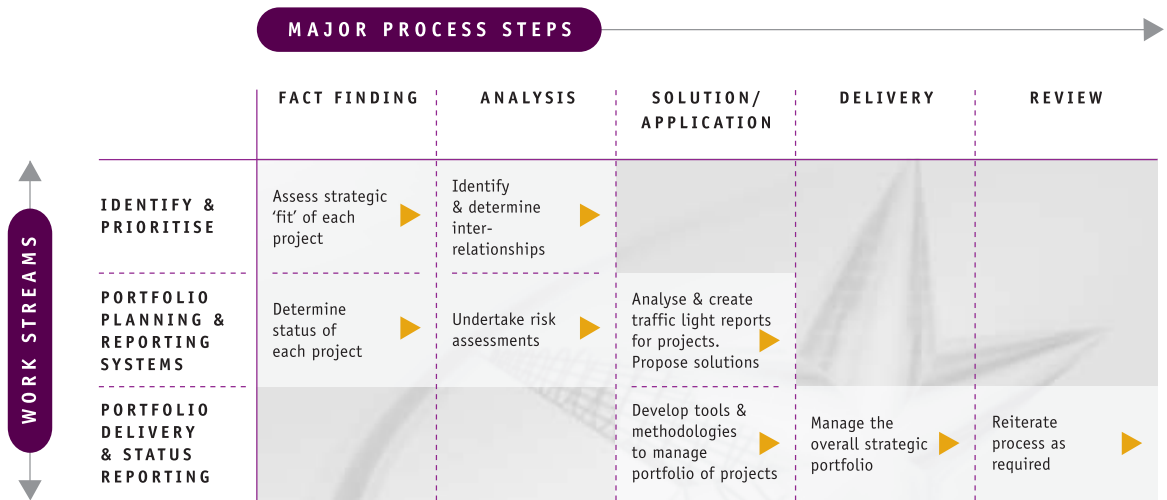 MAJOR PROCESS STEPS
FACT FINDING
ANALYSIS
SOLUTION/
APPLICATION
DELIVERY
REVIEW
WORK STREAMS
IDENTIFY &
PRIORITISE
Assess strategic
‘fit’ of each
project
Identify
& determine
inter-
relationships
PORTFOLIO
PLANNING &
REPORTING
SYSTEMS
Determine
status of
each project
Undertake risk
assessments
Analyse & create
traffic light reports
for projects.
Propose solutions
PORTFOLIO
DELIVERY
& STATUS
REPORTING
Develop tools &
methodologies
to manage
portfolio of projects
Manage the
overall strategic
portfolio
Reiterate
process as
required